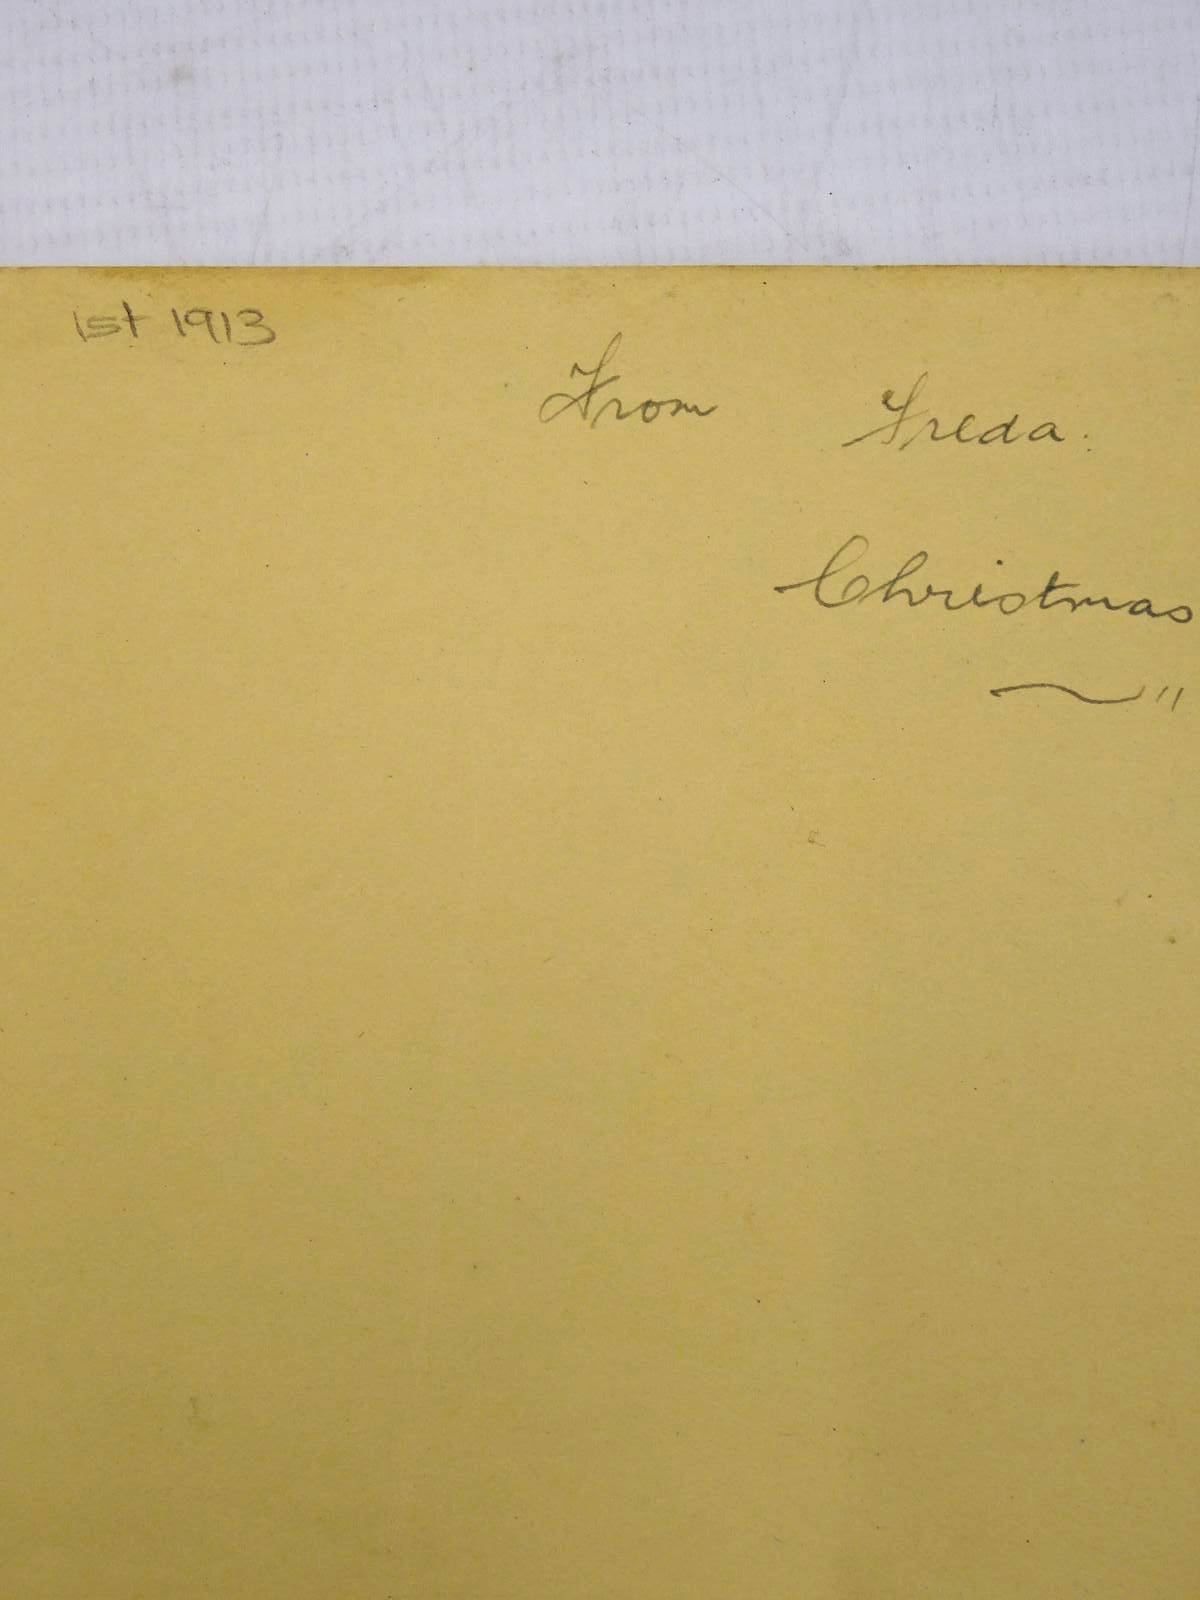 1st 1913
From Freda.
Christmas